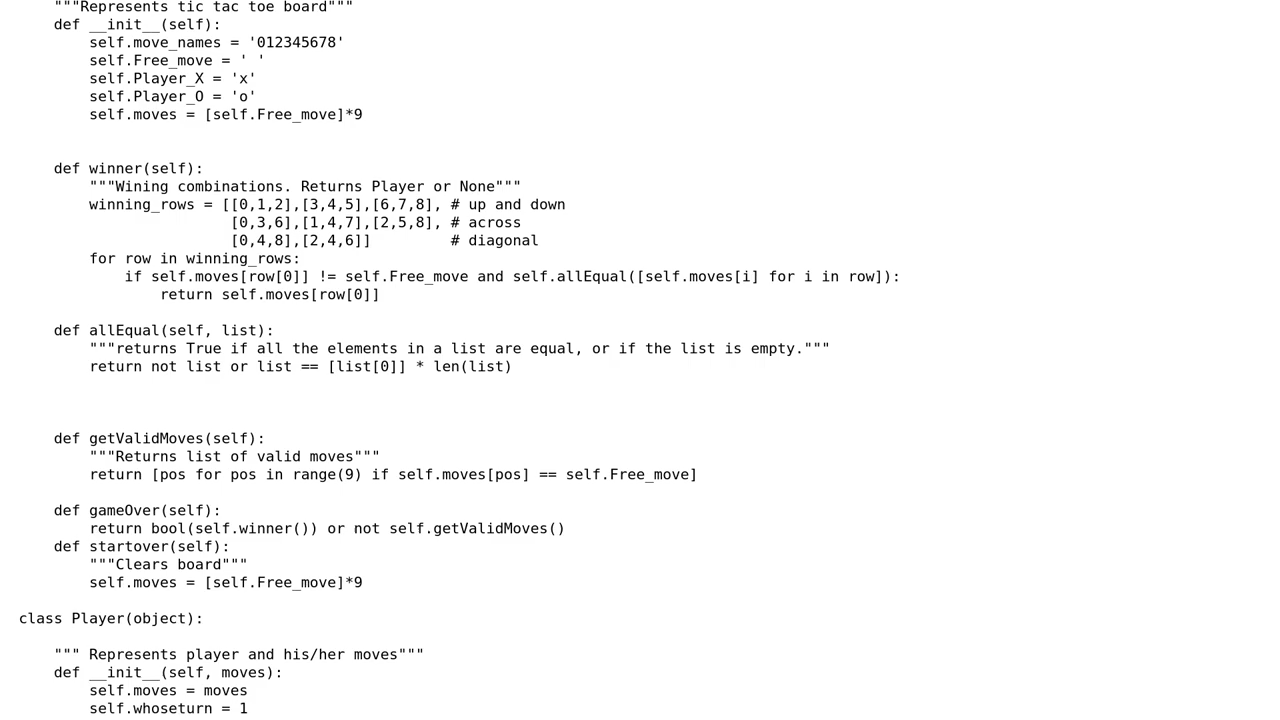 """Represents tic tac toe board"""
    def __init__(self):
        self.move_names = '012345678'
        self.Free_move = ' '
        self.Player_X = 'x'
        self.Player_O = 'o'
        self.moves = [self.Free_move]*9


    def winner(self):
        """Wining combinations. Returns Player or None"""
        winning_rows = [[0,1,2],[3,4,5],[6,7,8], # up and down
                        [0,3,6],[1,4,7],[2,5,8], # across
                        [0,4,8],[2,4,6]]         # diagonal
        for row in winning_rows:
            if self.moves[row[0]] != self.Free_move and self.allEqual([self.moves[i] for i in row]):
                return self.moves[row[0]]

    def allEqual(self, list):
        """returns True if all the elements in a list are equal, or if the list is empty."""
        return not list or list == [list[0]] * len(list)



    def getValidMoves(self):
        """Returns list of valid moves"""
        return [pos for pos in range(9) if self.moves[pos] == self.Free_move]

    def gameOver(self):
        return bool(self.winner()) or not self.getValidMoves()
    def startover(self):
        """Clears board"""
        self.moves = [self.Free_move]*9

class Player(object):

    """ Represents player and his/her moves"""
    def __init__(self, moves):
        self.moves = moves
        self.whoseturn = 1